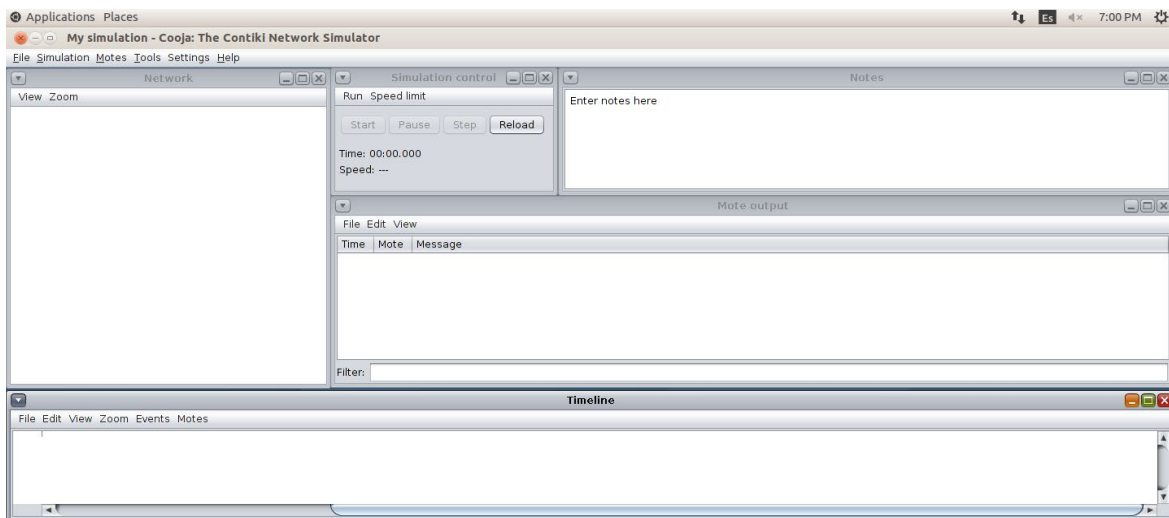 Applications Places
Es 7:00 PM
My simulation - Cooja: The Contiki Network Simulator
File Simulation Motes Tools Settings Help
Network
View Zoom
Simulation control
Run Speed limit
Start Pause Step Reload
Time: 00:00.000
Speed: ---
Notes
Enter notes here
Mote output
File Edit View
Time Mote Message
Filter:
Timeline
File Edit View Zoom Events Motes